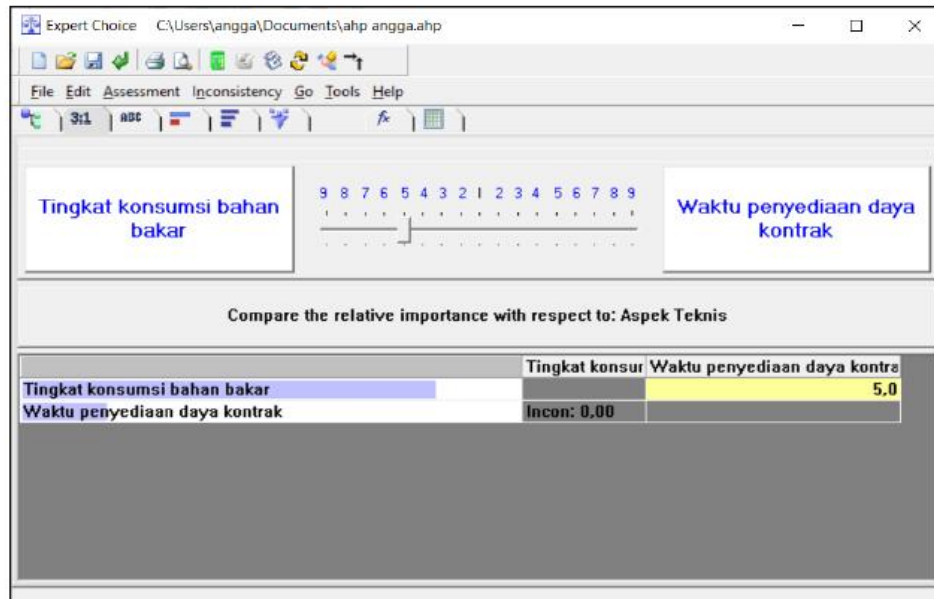 Expert Choice C:\Users\angga\Documents\ahp angga.ahp
File Edit Assessment Inconsistency Go Tools Help
3:1 ABC fx
Tingkat konsumsi bahan
bakar
9 8 7 6 5 4 3 2 1 2 3 4 5 6 7 8 9
Waktu penyediaan daya
kontrak
Compare the relative importance with respect to: Aspek Teknis
Tingkat konsur Waktu penyediaan daya kontra
Tingkat konsumsi bahan bakar 5,0
Waktu penyediaan daya kontrak Incon: 0,00